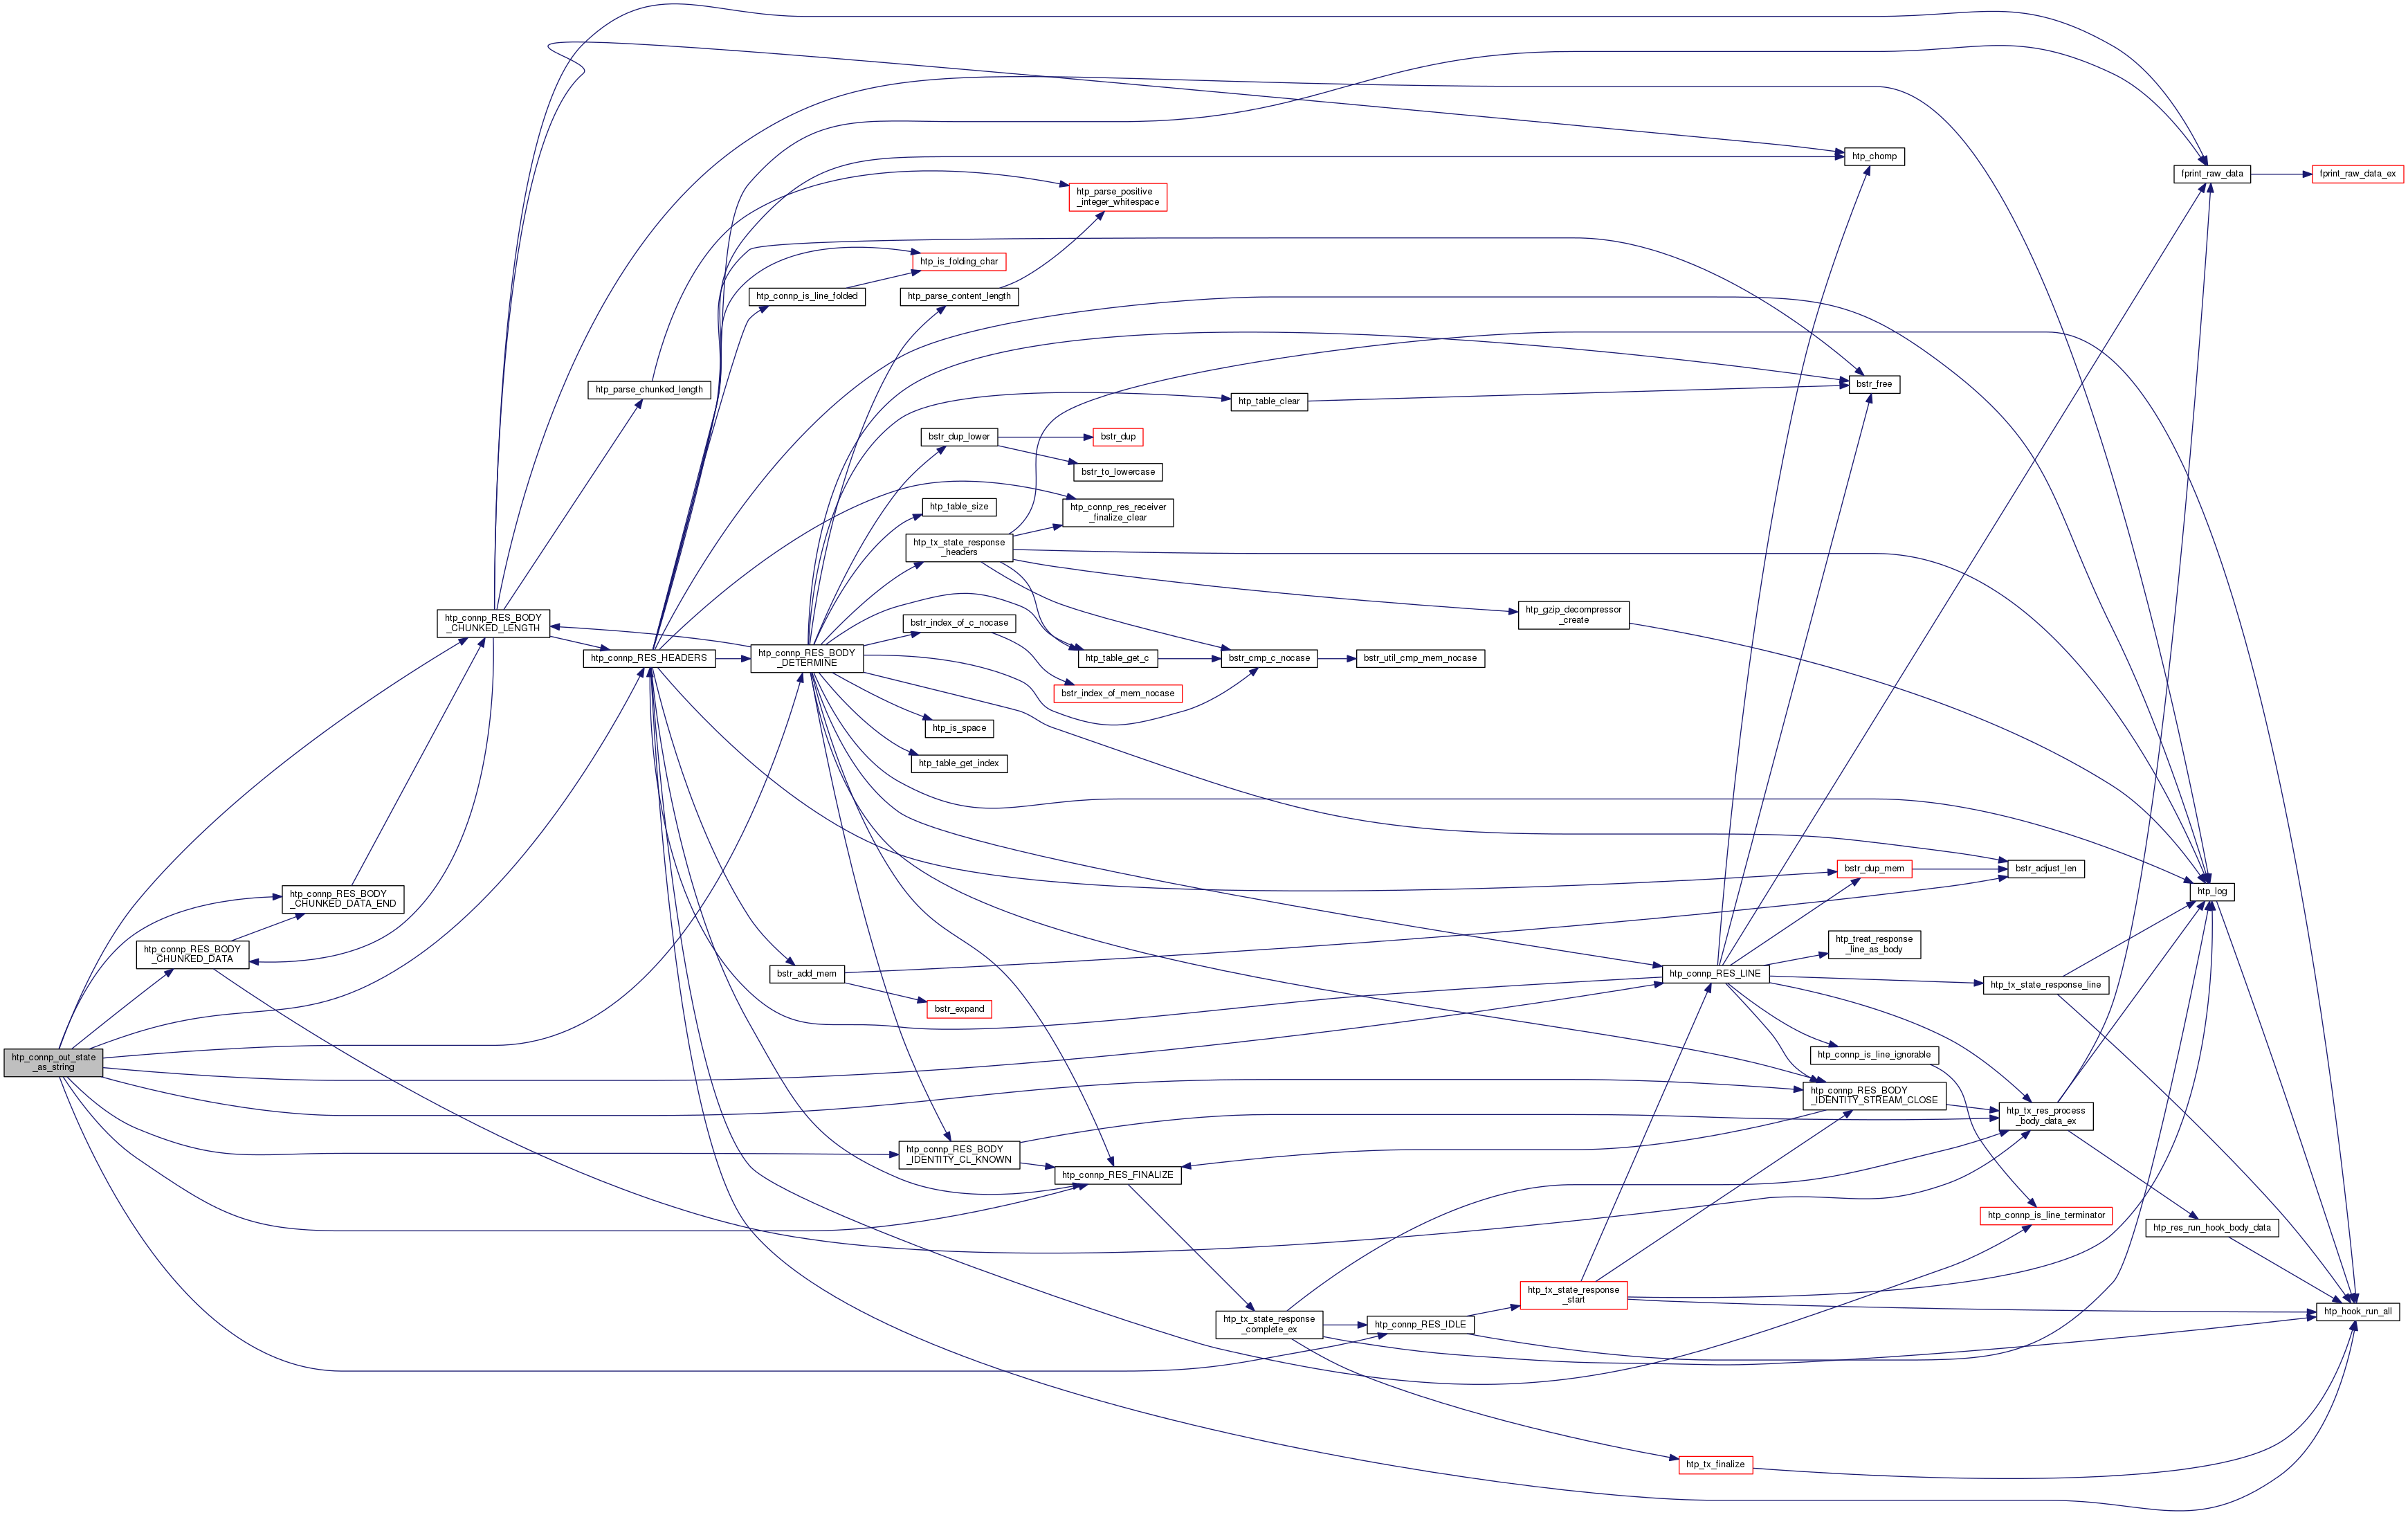 htp_chomp
fprint_raw_data
fprint_raw_data_ex
htp_parse_positive
_integer_whitespace
htp_is_folding_char
htp_connp_is_line_folded
htp_parse_content_length
htp_parse_chunked_length
bstr_free
htp_table_clear
bstr_dup_lower
bstr_dup
bstr_to_lowercase
htp_table_size
htp_connp_res_receiver
_finalize_clear
htp_tx_state_response
_headers
htp_connp_RES_BODY
_CHUNKED_LENGTH
htp_gzip_decompressor
_create
bstr_index_of_c_nocase
htp_connp_RES_HEADERS
htp_connp_RES_BODY
_DETERMINE
htp_table_get_c
bstr_cmp_c_nocase
bstr_util_cmp_mem_nocase
bstr_index_of_mem_nocase
htp_is_space
htp_table_get_index
bstr_dup_mem
bstr_adjust_len
htp_connp_RES_BODY
_CHUNKED_DATA_END
htp_log
htp_connp_RES_BODY
_CHUNKED_DATA
htp_treat_response
_line_as_body
bstr_add_mem
htp_connp_RES_LINE
htp_tx_state_response_line
bstr_expand
htp_connp_out_state
_as_string
htp_connp_is_line_ignorable
htp_connp_RES_BODY
_IDENTITY_STREAM_CLOSE
htp_tx_res_process
_body_data_ex
htp_connp_RES_BODY
_IDENTITY_CL_KNOWN
htp_connp_RES_FINALIZE
htp_connp_is_line_terminator
htp_res_run_hook_body_data
htp_tx_state_response
_start
htp_tx_state_response
_complete_ex
htp_connp_RES_IDLE
htp_hook_run_all
htp_tx_finalize